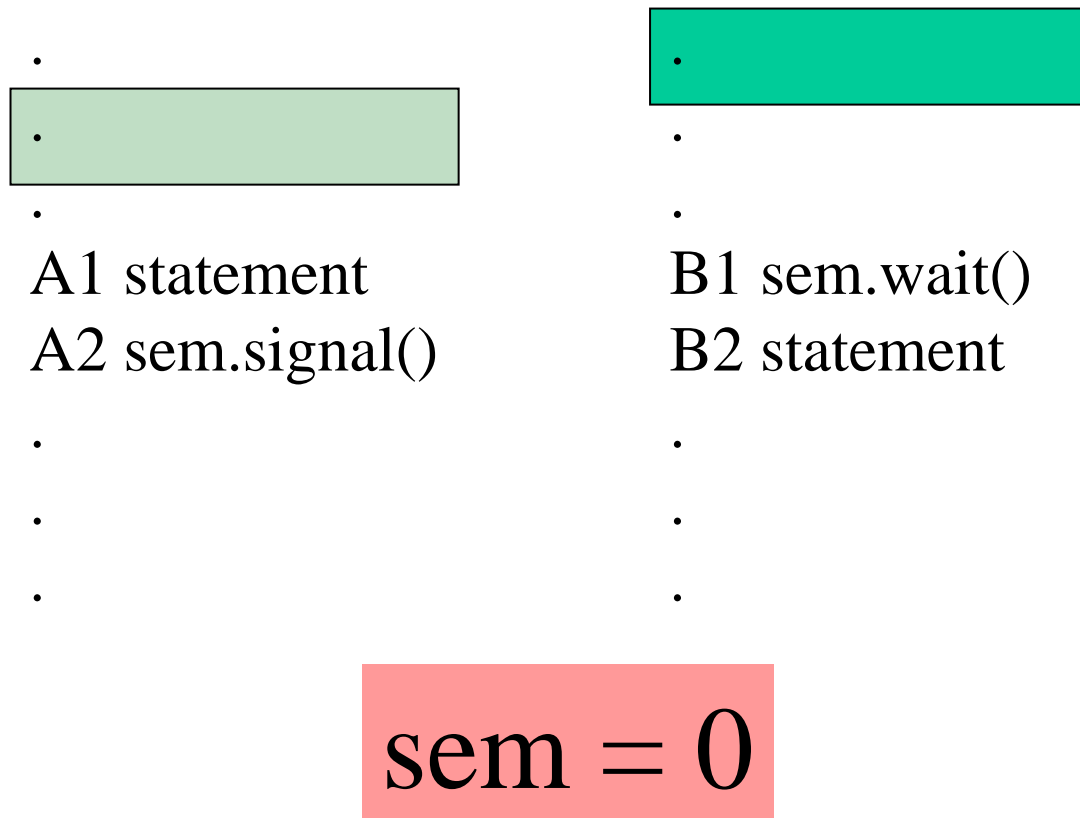 .
.
.
A1 statement
A2 sem.signal()
.
.
.
.
.
.
B1 sem.wait()
B2 statement
.
.
.
sem = 0